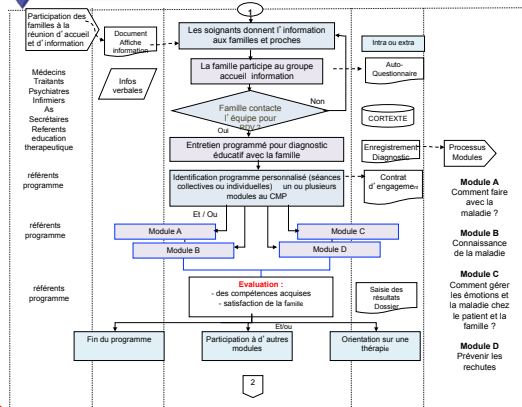 Participation des
familles à la
réunion d'accueil
et d'information
Document
Affiche
information
Infos
verbales
Médecins
Traitants
Psychiatres
Infirmiers
As
Secrétaires
Referents
education
therapeutique
référents
programme
référents
programme
référents
programme
1
Les soignants donnent l'information
aux familles et proches
La famille participe au groupe
accueil information
Famille contacte
l'équipe pour
RDV ?
Non
Oui
Entretien programmé pour diagnostic
éducatif avec la famille
Identification programme personnalisé (séances
collectives ou individuelles) un ou plusieurs
modules au CMP
Et / Ou
Module A
Module C
Module B
Module D
Evaluation :
- des compétences acquises
- satisfaction de la famille
Et/ou
Fin du programme
Participation à d'autres
modules
Orientation sur une
thérapie
2
Intra ou extra
Auto-
Questionnaire
CORTEXTE
Enregistrement
Diagnostic
Contrat
d'engagement
Saisie des
résultats
Dossier
Processus
Modules
Module A
Comment faire
avec la
maladie ?
Module B
Connaissance
de la maladie
Module C
Comment gérer
les émotions et
la maladie chez
le patient et la
famille ?
Module D
Prévenir les
rechutes